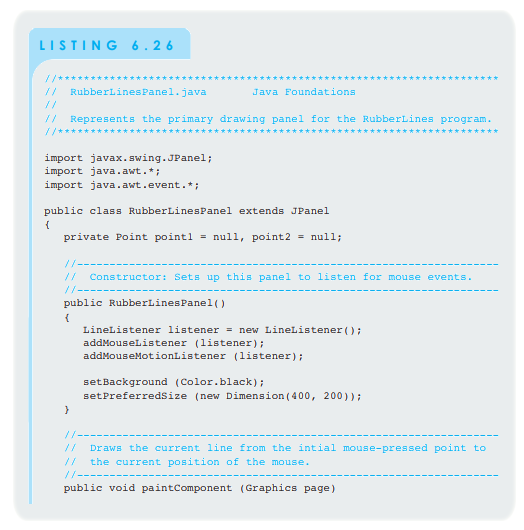 LISTING 6.26
//********************************************************************
//  RubberLinesPanel.java       Java Foundations
//
//  Represents the primary drawing panel for the RubberLines program.
//********************************************************************
import javax.swing.JPanel;
import java.awt.*;
import java.awt.event.*;
public class RubberLinesPanel extends JPanel
{
   private Point point1 = null, point2 = null;
   //-----------------------------------------------------------------
   //  Constructor: Sets up this panel to listen for mouse events.
   //-----------------------------------------------------------------
   public RubberLinesPanel()
   {
      LineListener listener = new LineListener();
      addMouseListener (listener);
      addMouseMotionListener (listener);
      setBackground (Color.black);
      setPreferredSize (new Dimension(400, 200));
   }
   //-----------------------------------------------------------------
   //  Draws the current line from the intial mouse-pressed point to
   //  the current position of the mouse.
   //-----------------------------------------------------------------
   public void paintComponent (Graphics page)